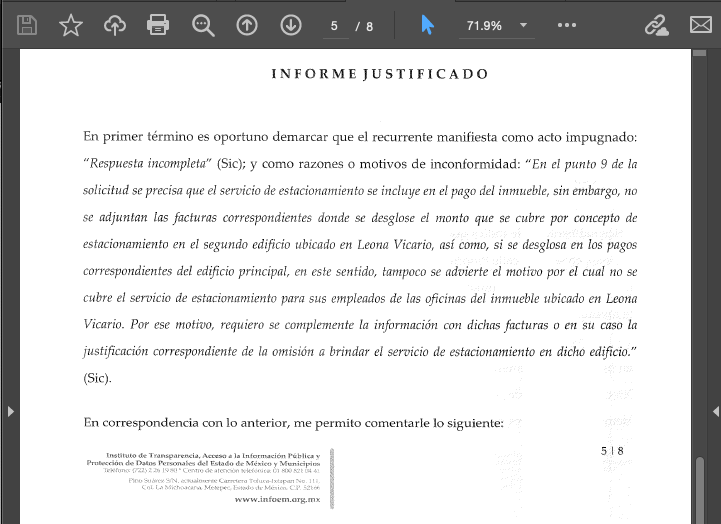 5 / 8
71.9%
INFORME JUSTIFICADO
En primer término es oportuno demarcar que el recurrente manifiesta como acto impugnado:
“Respuesta incompleta” (Sic); y como razones o motivos de inconformidad: “En el punto 9 de la
solicitud se precisa que el servicio de estacionamiento se incluye en el pago del inmueble, sin embargo, no
se adjuntan las facturas correspondientes donde se desglose el monto que se cubre por concepto de
estacionamiento en el segundo edificio ubicado en Leona Vicario, así como, si se desglosa en los pagos
correspondientes del edificio principal, en este sentido, tampoco se advierte el motivo por el cual no se
cubre el servicio de estacionamiento para sus empleados de las oficinas del inmueble ubicado en Leona
Vicario. Por ese motivo, requiero se complemente la información con dichas facturas o en su caso la
justificación correspondiente de la omisión a brindar el servicio de estacionamiento en dicho edificio.”
(Sic).
En correspondencia con lo anterior, me permito comentarle lo siguiente:
5 | 8
Instituto de Transparencia, Acceso a la Información Pública y
Protección de Datos Personales del Estado de México y Municipios
Teléfono: (722) 2 26 19 80 * Centro de atención telefónica: 01 800 821 04 41
Pino Suárez S/N, actualmente Carretera Toluca-Ixtapan No. 111,
Col. La Michoacana, Metepec, Estado de México, C.P. 52166
www.infoem.org.mx